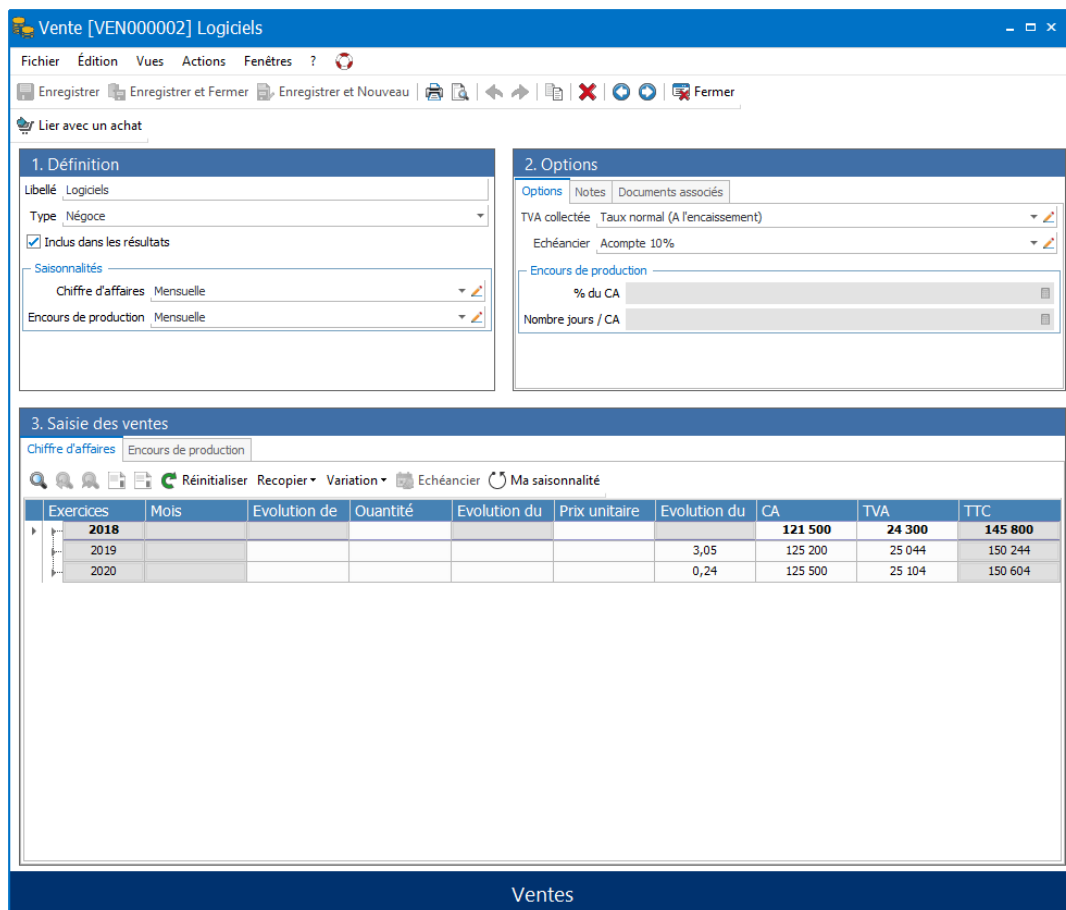 Vente [VEN000002] Logiciels
Fichier Édition Vues Actions Fenêtres ?
Enregistrer Enregistrer et Fermer Enregistrer et Nouveau Fermer
Lier avec un achat
1. Définition
Libellé Logiciels
Type Négoce
Inclus dans les résultats
Saisonnalités
Chiffre d'affaires Mensuelle
Encours de production Mensuelle
2. Options
Options Notes Documents associés
TVA collectée Taux normal (A l'encaissement)
Echéancier Acompte 10%
Encours de production
% du CA
Nombre jours / CA
3. Saisie des ventes
Chiffre d'affaires Encours de production
Réinitialiser Recopier Variation Echéancier Ma saisonnalité
Exercices Mois Evolution de Quantité Evolution du Prix unitaire Evolution du CA TVA TTC
2018 121 500 24 300 145 800
2019 3,05 125 200 25 044 150 244
2020 0,24 125 500 25 104 150 604
Ventes